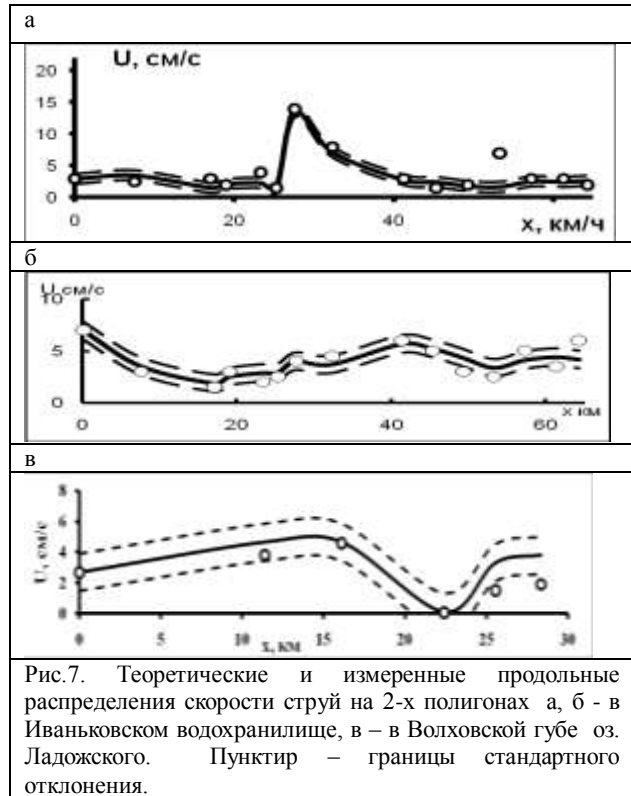 а
U, см/с
20
15
10
5
0
0
20
40
х, км/ч
б
U см/с
10
5
0
0
20
40
60
х км
в
U, см/с
8
6
4
2
0
0
5
10
15
20
25
30
х, км
Рис.7. Теоретические и измеренные продольные
распределения скорости струй на 2-х полигонах а, б - в
Иваньковском водохранилище, в – в Волховской губе оз.
Ладожского. Пунктир – границы стандартного
отклонения.